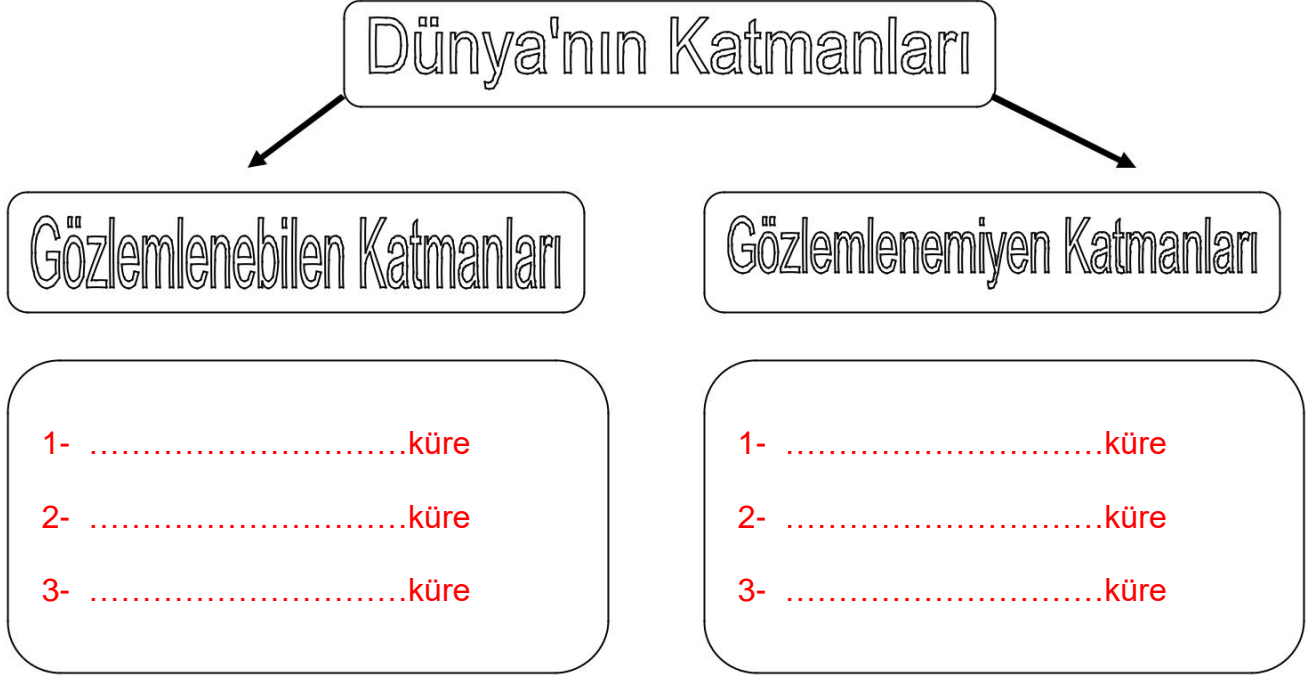 Dünya'nın Katmanları
Gözlemlenebilen Katmanları
Gözlemlenemiyen Katmanları
1- …………………………küre
2- …………………………küre
3- …………………………küre
1- …………………………küre
2- …………………………küre
3- …………………………küre